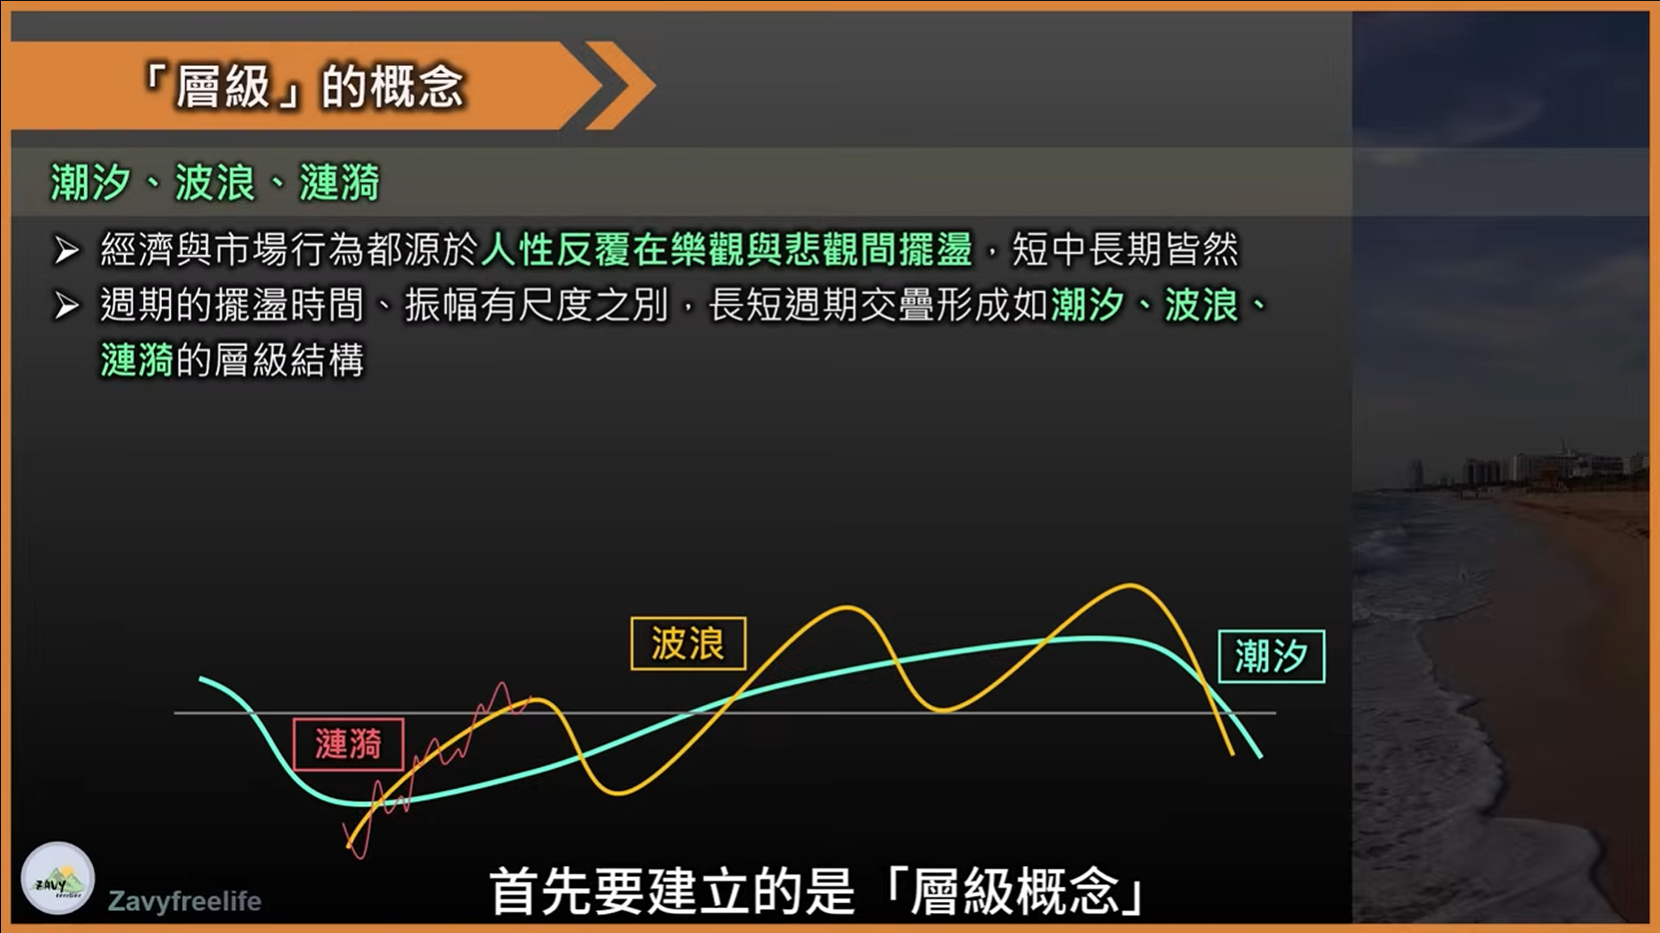 「層級」的概念
潮汐、波浪、漣漪
➢ 經濟與市場行為都源於人性反覆在樂觀與悲觀間擺盪，短中長期皆然
➢ 週期的擺盪時間、振幅有尺度之別，長短週期交疊形成如潮汐、波浪、
漣漪的層級結構
波浪
潮汐
漣漪
ZAVY
freelife
Zavyfreelife
首先要建立的是「層級概念」